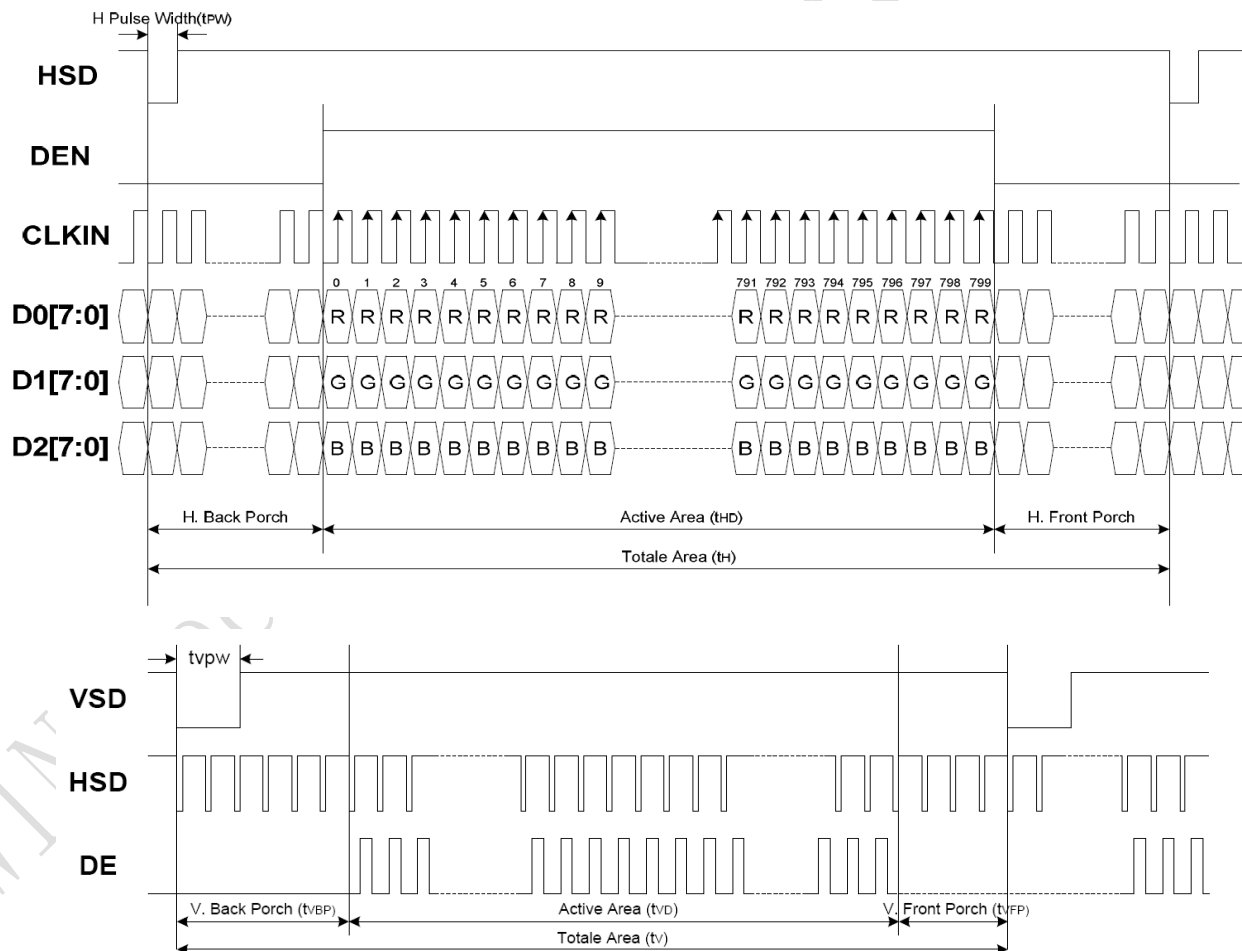 H Pulse Width(tPW)
HSD
DEN
CLKIN
0 1 2 3 4 5 6 7 8 9 791 792 793 794 795 796 797 798 799
D0[7:0] R R R R R R R R R R R R R R R R R R R
D1[7:0] G G G G G G G G G G G G G G G G G G G
D2[7:0] B B B B B B B B B B B B B B B B B B B
H. Back Porch Active Area (tHD) H. Front Porch
Totale Area (tH)
tvpw
VSD
HSD
DE
V. Back Porch (tVBP) Active Area (tVD) V. Front Porch (tVFP)
Totale Area (tv)